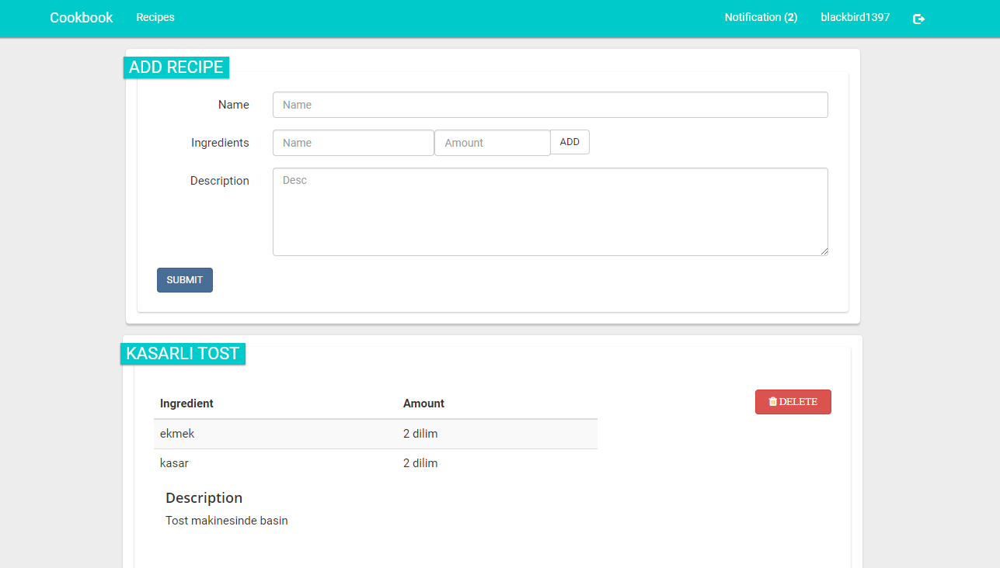 Cookbook Recipes Notification (2) blackbird1397
ADD RECIPE
Name Name
Ingredients Name Amount ADD
Description Desc
SUBMIT
KASARLI TOST
Ingredient Amount DELETE
ekmek 2 dilim
kasar 2 dilim
Description
Tost makinesinde basin